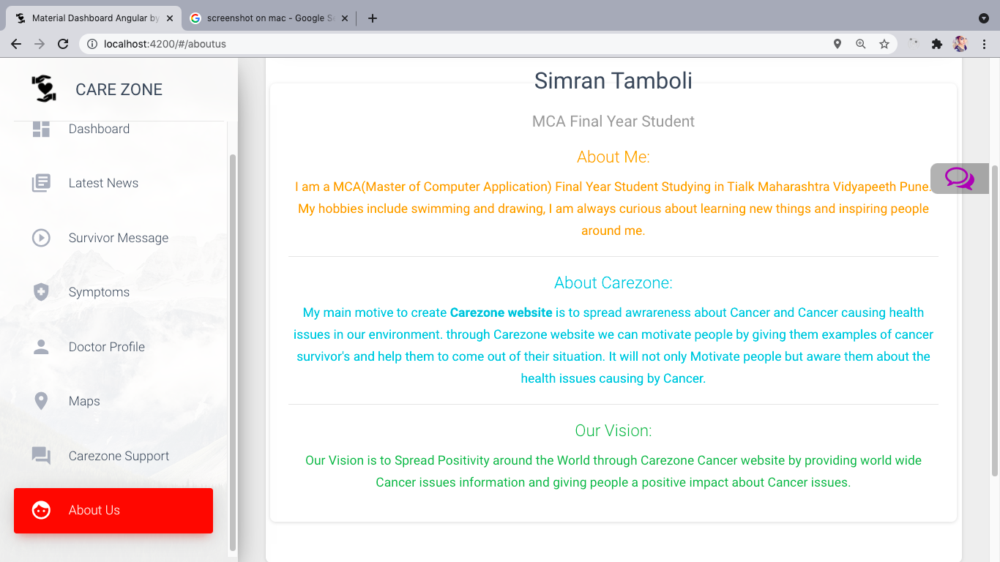 Material Dashboard Angular by
screenshot on mac - Google S
localhost:4200/#/aboutus
CARE ZONE
Dashboard
Latest News
Survivor Message
Symptoms
Doctor Profile
Maps
Carezone Support
About Us
Simran Tamboli
MCA Final Year Student
About Me:
I am a MCA(Master of Computer Application) Final Year Student Studying in Tialk Maharashtra Vidyapeeth Pune.
My hobbies include swimming and drawing, I am always curious about learning new things and inspiring people
around me.
About Carezone:
My main motive to create Carezone website is to spread awrareness about Cancer and Cancer causing health
issues in our environment. through Carezone website we can motivate people by giving them examples of cancer
survivor's and help them to come out of their situation. It will not only Motivate people but aware them about the
health issues causing by Cancer.
Our Vision:
Our Vision is to Spread Positivity around the World through Carezone Cancer website by providing world wide
Cancer issues information and giving people a positive impact about Cancer issues.